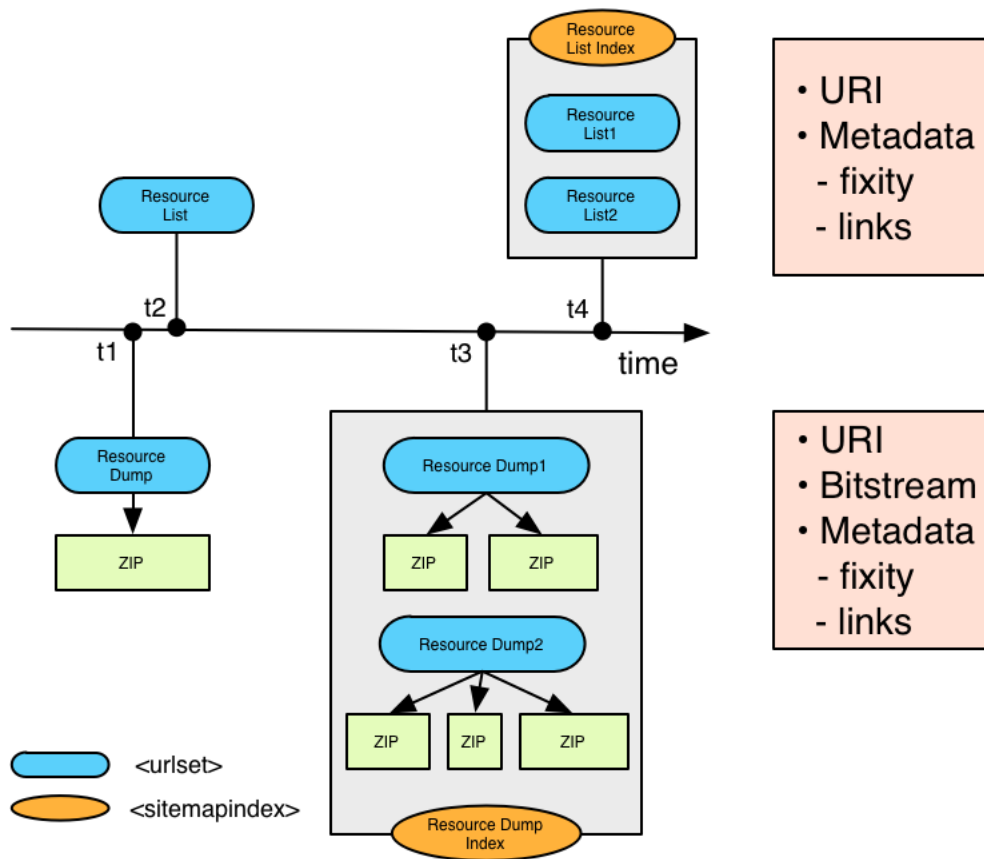 Resource
List Index
Resource
List1
Resource
List2
Resource
List
• URI
• Metadata
- fixity
- links
t2
t4
t1
t3
time
Resource
Dump
ZIP
Resource Dump1
ZIP
ZIP
Resource Dump2
ZIP
ZIP
ZIP
Resource Dump
Index
• URI
• Bitstream
• Metadata
- fixity
- links
<urlset>
<sitemapindex>